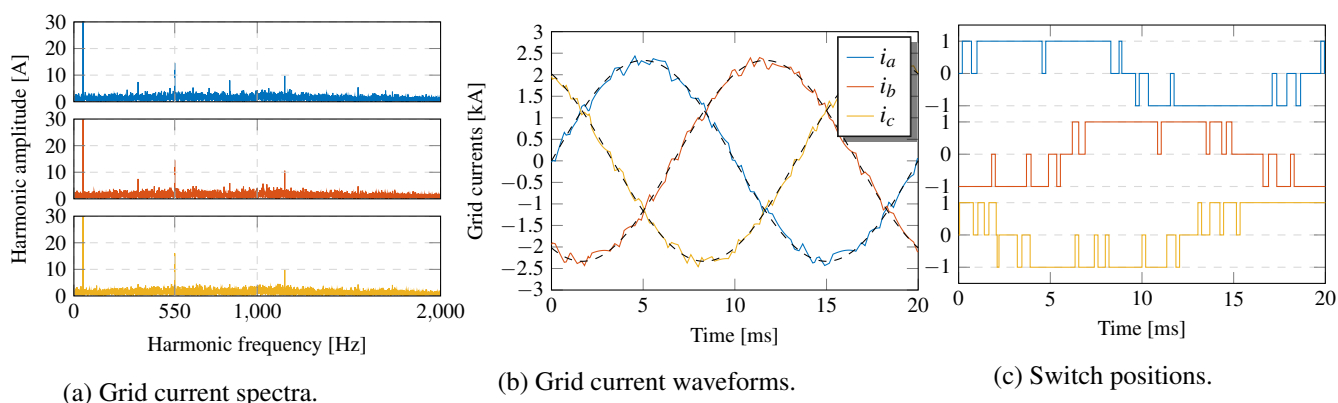 Harmonic amplitude [A]
30
20
10
0
30
20
10
0
30
20
10
0
0 550 1,000 2,000
Harmonic frequency [Hz]
(a) Grid current spectra.
Grid currents [kA]
3
2.5
2
1.5
1
0.5
0
−0.5
−1
−1.5
−2
−2.5
3
0 5 10 15 20
Time [ms]
i_a
i_b
i_c
(b) Grid current waveforms.
1
0
−1
1
0
−1
1
0
−1
0 5 10 15 20
Time [ms]
(c) Switch positions.